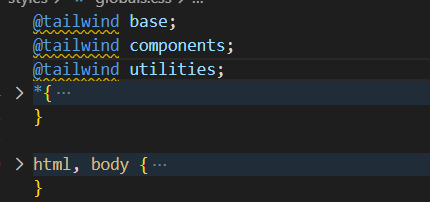 styles > globals.css > ...
@tailwind base;
@tailwind components;
@tailwind utilities;
*{ ...
}
html, body { ...
}